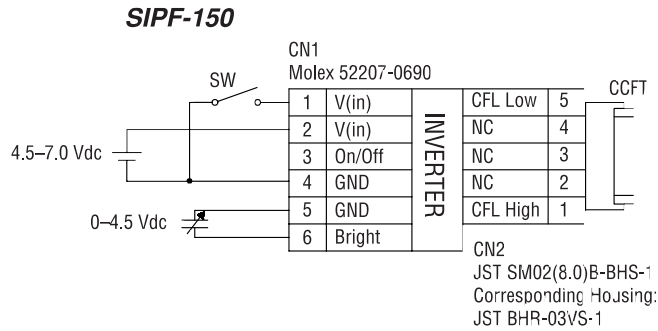 SIPF-150
CN1
Molex 52207-0690
SW
CCFT
1 V(in) CFL Low 5
2 V(in) NC 4
4.5–7.0 Vdc
3 On/Off NC 3
INVERTER
4 GND NC 2
0–4.5 Vdc
5 GND CFL High 1
6 Bright
CN2
JST SM02(8.0)B-BHS-1
Corresponding Housing:
JST BHR-03VS-1